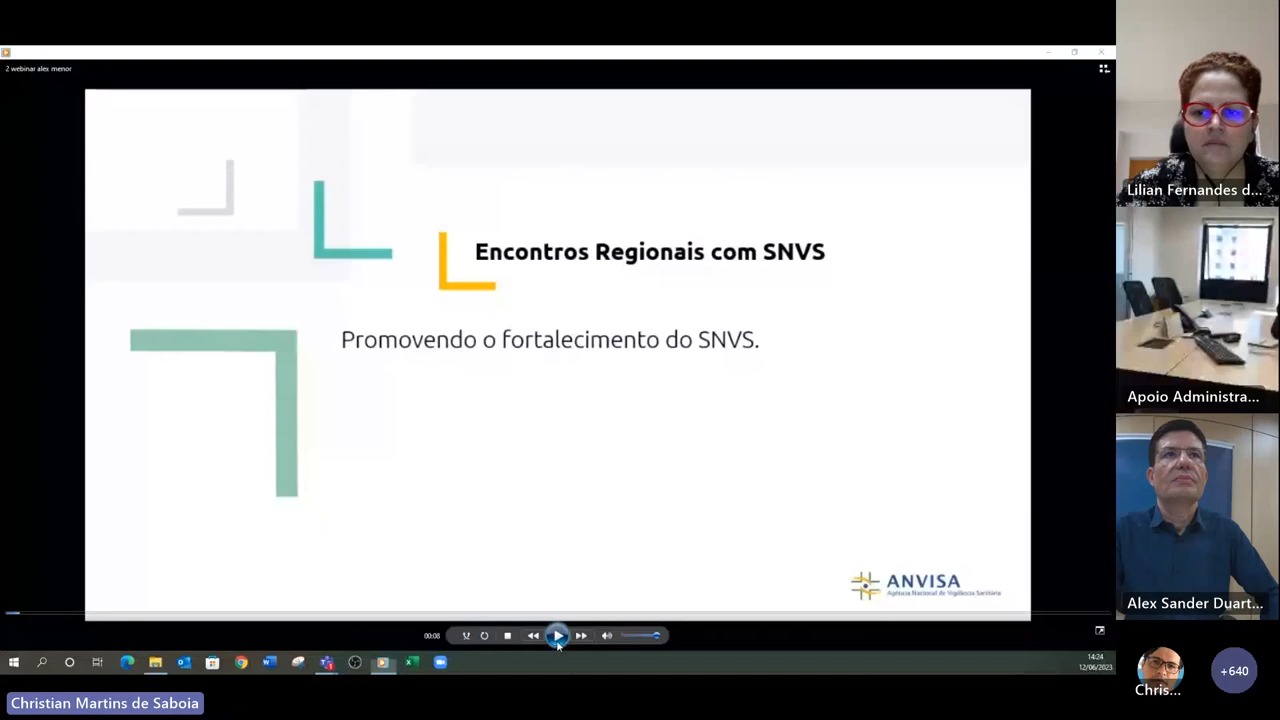 2 webinar alex menor
Encontros Regionais com SNVS
Promovendo o fortalecimento do SNVS.
ANVISA
Agência Nacional de Vigilância Sanitária
00:08
14:24
12/06/2023
Lilian Fernandes d...
Apoio Administra...
Alex Sander Duart...
Chris...
+640
Christian Martins de Saboia